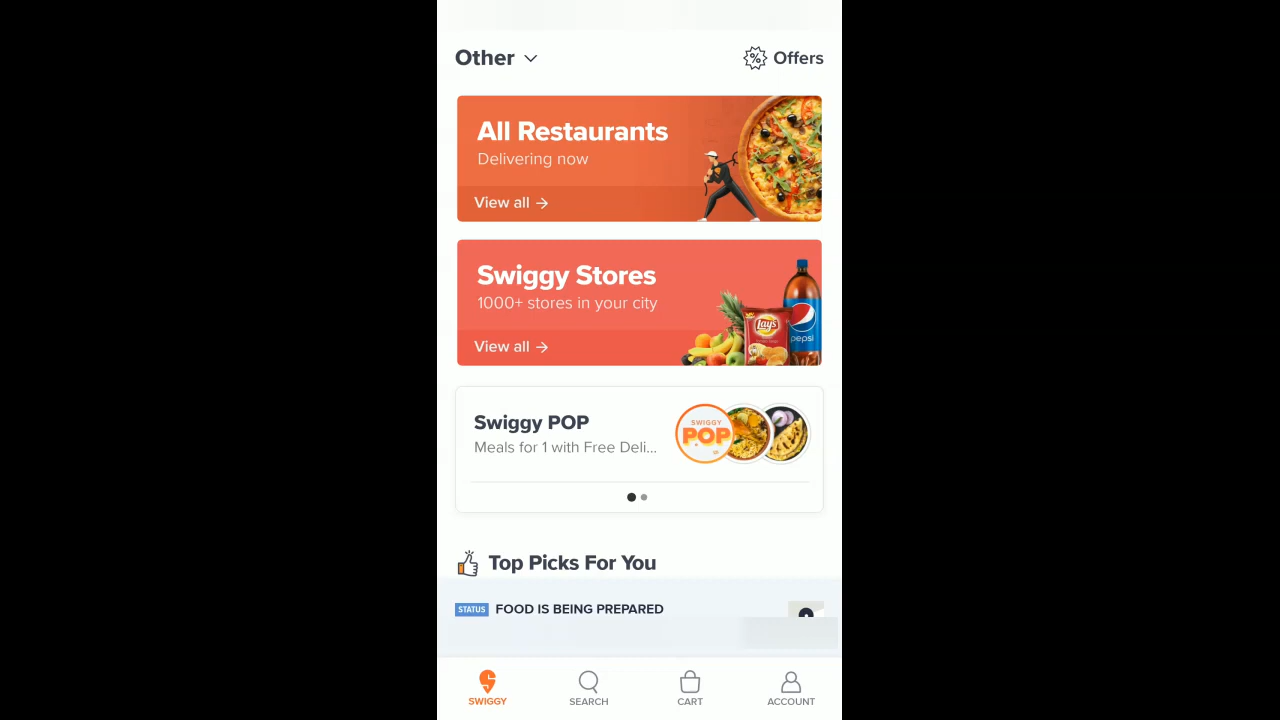 Other
Offers
All Restaurants
Delivering now
View all →
Swiggy Stores
1000+ stores in your city
View all →
Lay's
pepsi
Swiggy POP
Meals for 1 with Free Deli...
SWIGGY
POP
Top Picks For You
STATUS FOOD IS BEING PREPARED
SWIGGY
SEARCH
CART
ACCOUNT